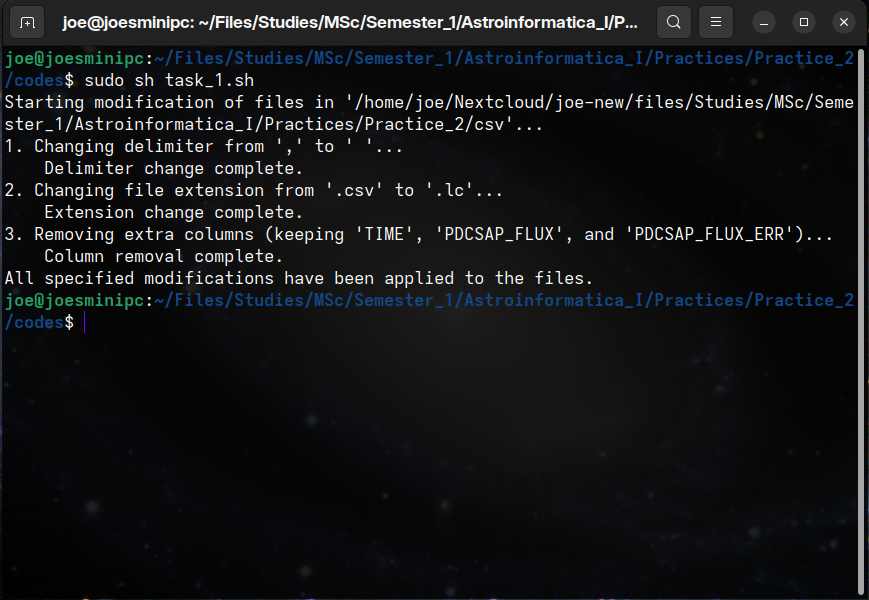 joe@joesminipc: ~/Files/Studies/MSc/Semester_1/Astroinformatica_I/P...
joe@joesminipc:~/Files/Studies/MSc/Semester_1/Astroinformatica_I/Practices/Practice_2
/codes$ sudo sh task_1.sh
Starting modification of files in '/home/joe/Nextcloud/joe-new/files/Studies/MSc/Seme
ster_1/Astroinformatica_I/Practices/Practice_2/csv'...
1. Changing delimiter from ',' to ' '...
    Delimiter change complete.
2. Changing file extension from '.csv' to '.lc'...
    Extension change complete.
3. Removing extra columns (keeping 'TIME', 'PDCSAP_FLUX', and 'PDCSAP_FLUX_ERR')...
    Column removal complete.
All specified modifications have been applied to the files.
joe@joesminipc:~/Files/Studies/MSc/Semester_1/Astroinformatica_I/Practices/Practice_2
/codes$